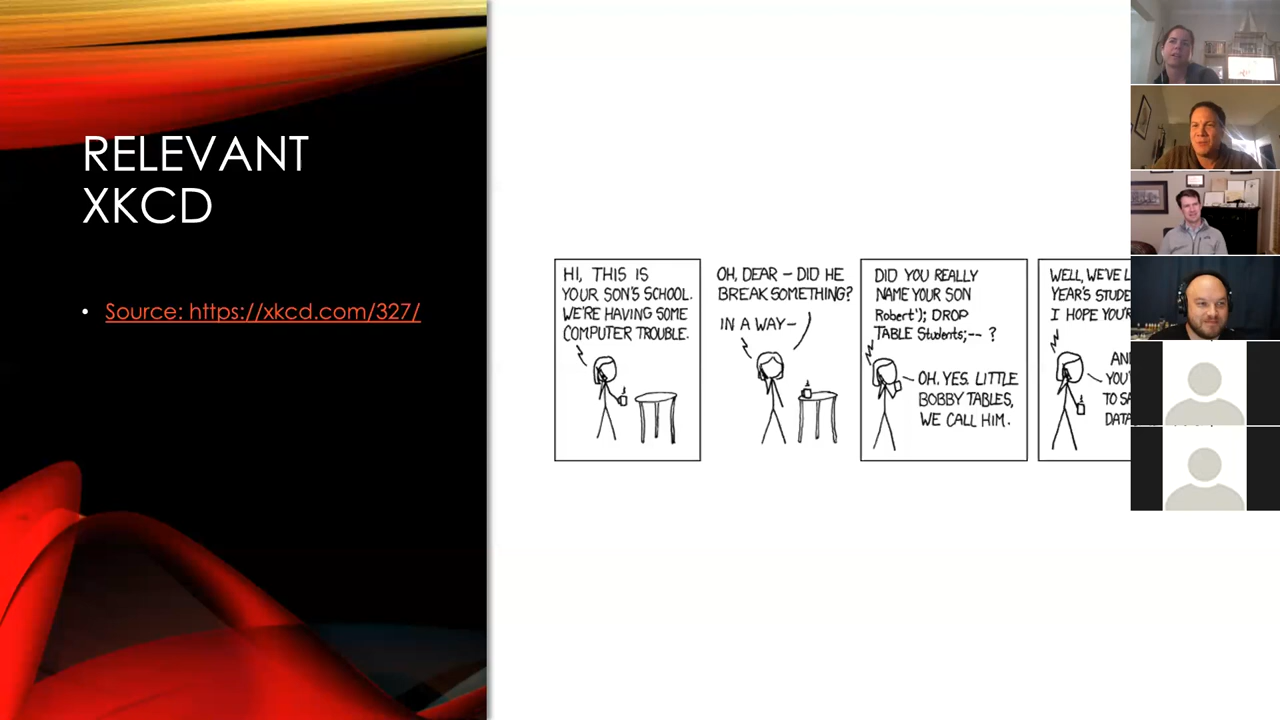 RELEVANT
XKCD
• Source: https://xkcd.com/327/
HI, THIS IS
YOUR SON'S SCHOOL.
WE'RE HAVING SOME
COMPUTER TROUBLE.
OH, DEAR – DID HE
BREAK SOMETHING?
IN A WAY–
DID YOU REALLY
NAME YOUR SON
Robert'); DROP
TABLE Students;-- ?
OH, YES. LITTLE
BOBBY TABLES,
WE CALL HIM.
WELL, WE'VE L
YEAR'S STUDE
I HOPE YOU'R
AN
YOU'
TO SA
DATA